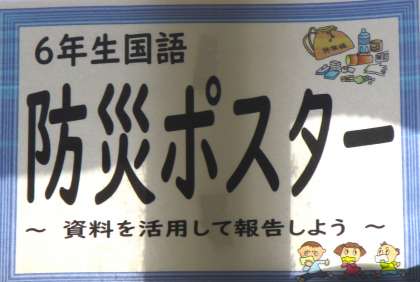 6年生国語
防災ポスター
～ 資料を活用して報告しよう ～